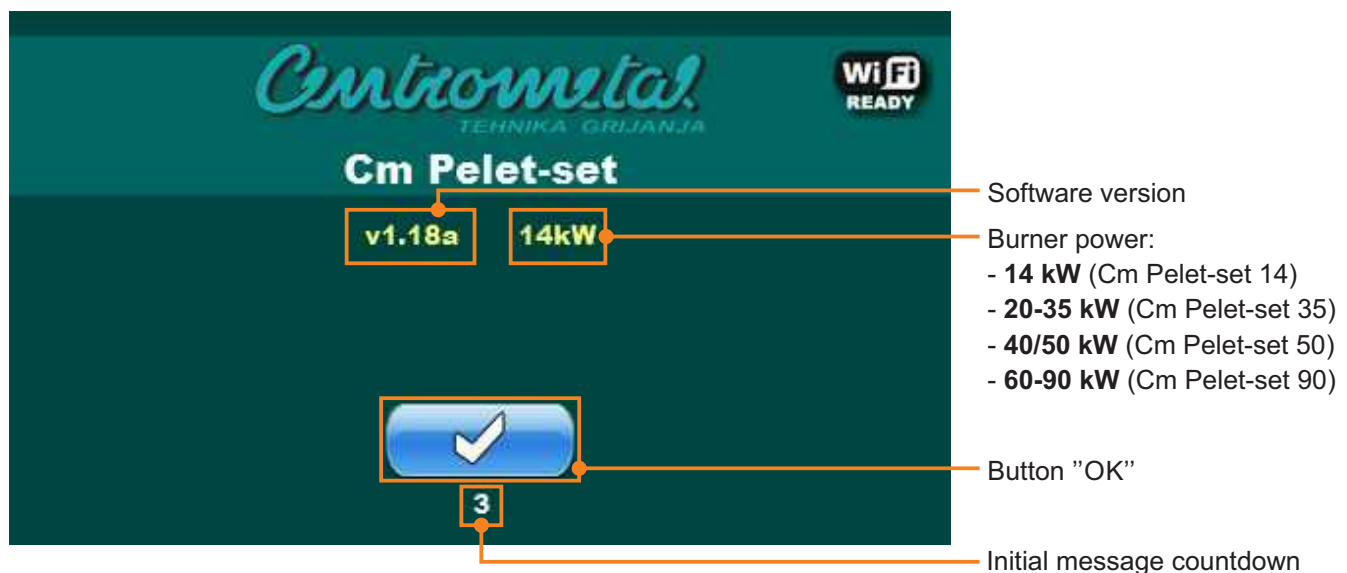 Centrometal
TEHNIKA GRIJANJA
Wi Fi
READY
Cm Pelet-set
v1.18a 14kW
3
Software version
Burner power:
- 14 kW (Cm Pelet-set 14)
- 20-35 kW (Cm Pelet-set 35)
- 40/50 kW (Cm Pelet-set 50)
- 60-90 kW (Cm Pelet-set 90)
Button ’’OK’’
Initial message countdown